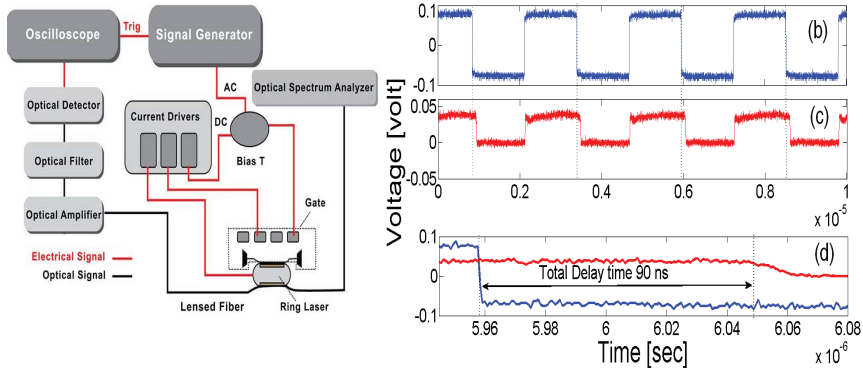 Oscilloscope
Trig
Signal Generator
AC
Optical Spectrum Analyzer
Optical Detector
Current Drivers
DC
Bias T
Optical Filter
Optical Amplifier
Gate
Electrical Signal
Optical Signal
Lensed Fiber
Ring Laser
Voltage [volt]
0.1
0
-0.1
(b)
0.05
0
-0.05
(c)
0 0.2 0.4 0.6 0.8 1
x 10⁻⁵
0.1
0
-0.1
(d)
Total Delay time 90 ns
5.96 5.98 6 6.02 6.04 6.06 6.08
Time [sec]
x 10⁻⁶